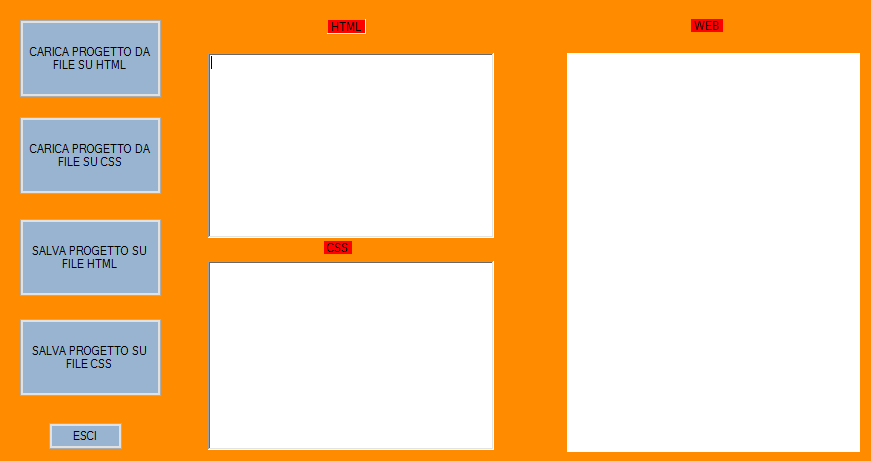 CARICA PROGETTO DA
FILE SU HTML
CARICA PROGETTO DA
FILE SU CSS
SALVA PROGETTO SU
FILE HTML
SALVA PROGETTO SU
FILE CSS
ESCI
HTML
CSS
WEB